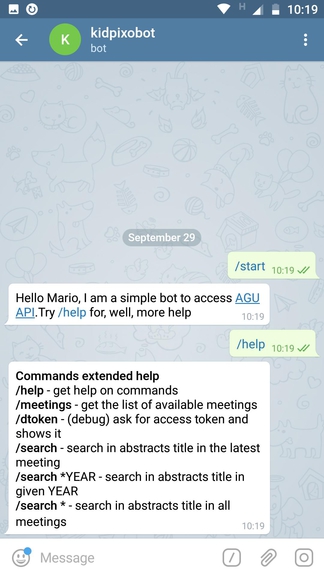 H 10:19
K
kidpixobot
bot
September 29
/start 10:19
Hello Mario, I am a simple bot to access AGU
API.Try /help for, well, more help
10:19
/help 10:19
Commands extended help
/help - get help on commands
/meetings - get the list of available meetings
/dtoken - (debug) ask for access token and
shows it
/search - search in abstracts title in the latest
meeting
/search *YEAR - search in abstracts title in
given YEAR
/search * - search in abstracts title in all
meetings
10:19
Message